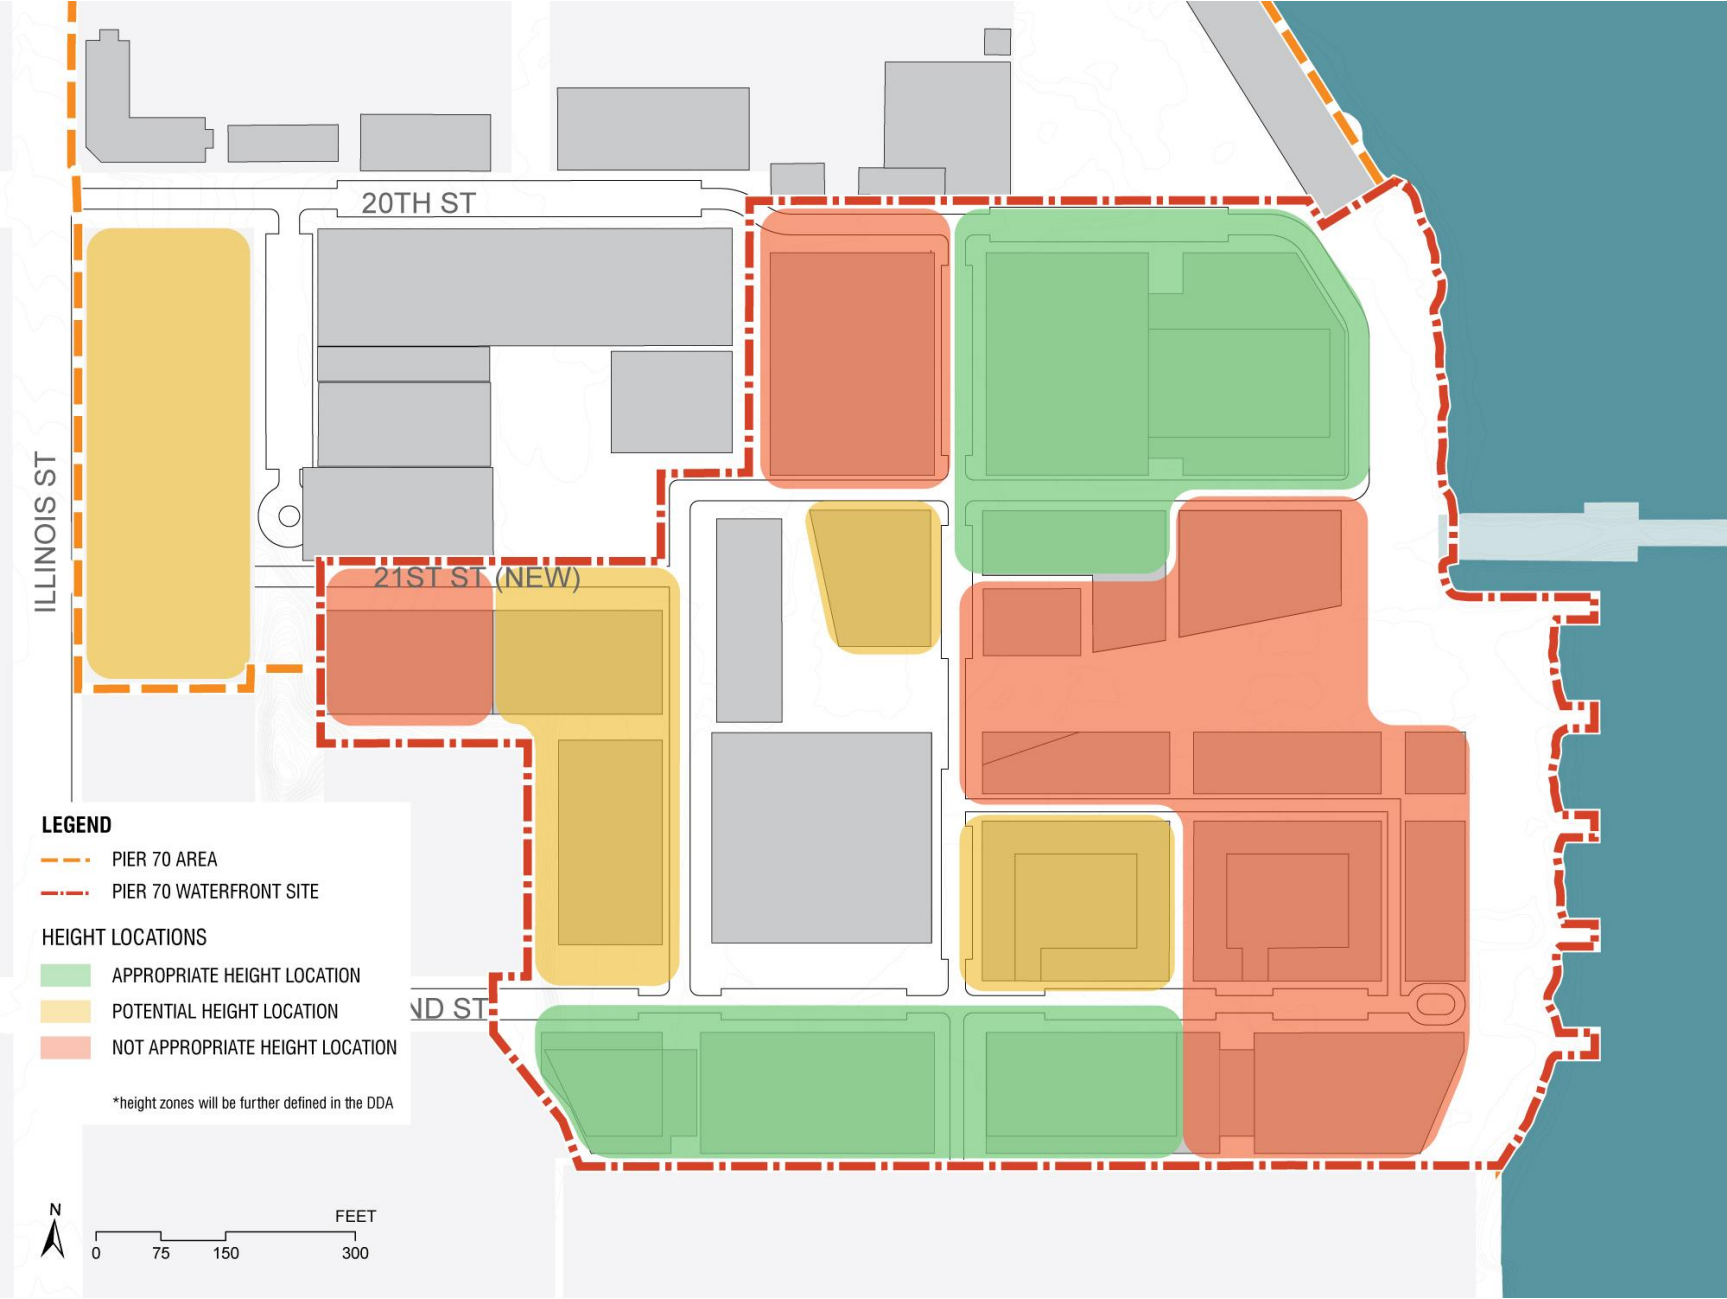 20TH ST
ILLINOIS ST
21ST ST (NEW)
LEGEND
PIER 70 AREA
PIER 70 WATERFRONT SITE
HEIGHT LOCATIONS
APPROPRIATE HEIGHT LOCATION
ND ST
POTENTIAL HEIGHT LOCATION
NOT APPROPRIATE HEIGHT LOCATION
*height zones will be further defined in the DDA
N
FEET
0 75 150 300